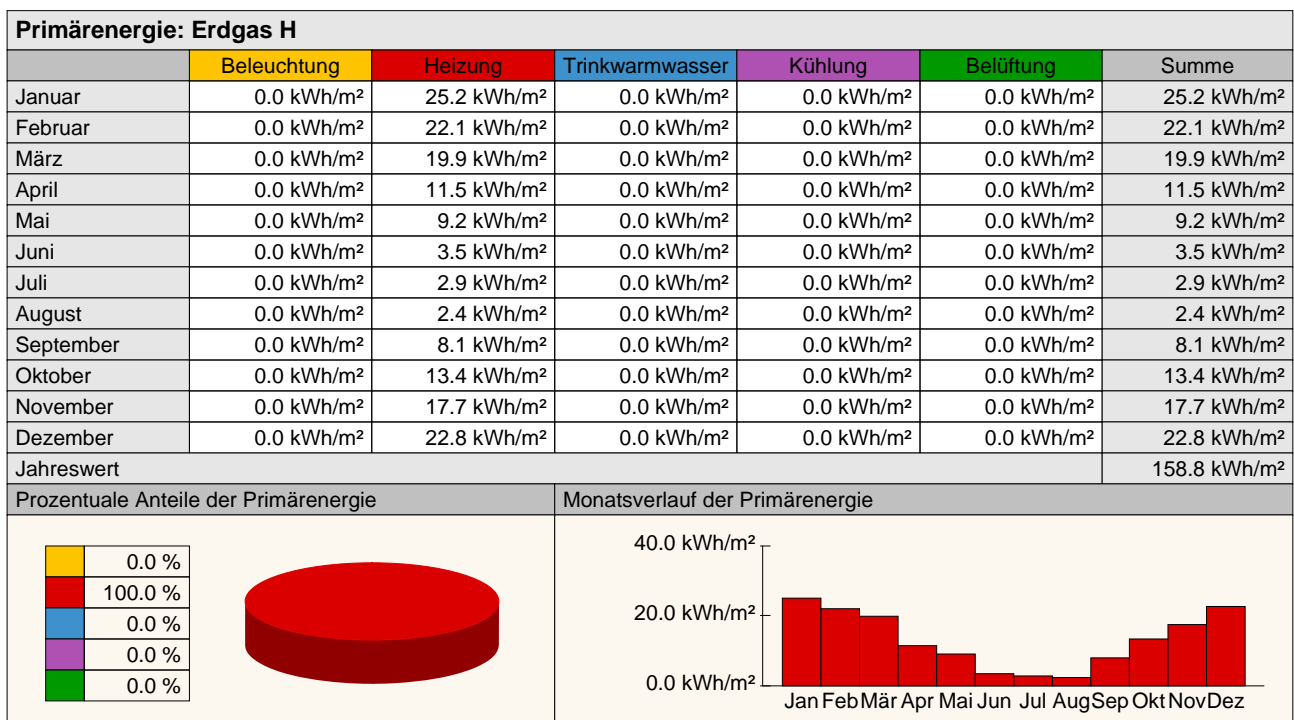 Primärenergie: Erdgas H
Beleuchtung Heizung Trinkwarmwasser Kühlung Belüftung Summe
Januar 0.0 kWh/m² 25.2 kWh/m² 0.0 kWh/m² 0.0 kWh/m² 0.0 kWh/m² 25.2 kWh/m²
Februar 0.0 kWh/m² 22.1 kWh/m² 0.0 kWh/m² 0.0 kWh/m² 0.0 kWh/m² 22.1 kWh/m²
März 0.0 kWh/m² 19.9 kWh/m² 0.0 kWh/m² 0.0 kWh/m² 0.0 kWh/m² 19.9 kWh/m²
April 0.0 kWh/m² 11.5 kWh/m² 0.0 kWh/m² 0.0 kWh/m² 0.0 kWh/m² 11.5 kWh/m²
Mai 0.0 kWh/m² 9.2 kWh/m² 0.0 kWh/m² 0.0 kWh/m² 0.0 kWh/m² 9.2 kWh/m²
Juni 0.0 kWh/m² 3.5 kWh/m² 0.0 kWh/m² 0.0 kWh/m² 0.0 kWh/m² 3.5 kWh/m²
Juli 0.0 kWh/m² 2.9 kWh/m² 0.0 kWh/m² 0.0 kWh/m² 0.0 kWh/m² 2.9 kWh/m²
August 0.0 kWh/m² 2.4 kWh/m² 0.0 kWh/m² 0.0 kWh/m² 0.0 kWh/m² 2.4 kWh/m²
September 0.0 kWh/m² 8.1 kWh/m² 0.0 kWh/m² 0.0 kWh/m² 0.0 kWh/m² 8.1 kWh/m²
Oktober 0.0 kWh/m² 13.4 kWh/m² 0.0 kWh/m² 0.0 kWh/m² 0.0 kWh/m² 13.4 kWh/m²
November 0.0 kWh/m² 17.7 kWh/m² 0.0 kWh/m² 0.0 kWh/m² 0.0 kWh/m² 17.7 kWh/m²
Dezember 0.0 kWh/m² 22.8 kWh/m² 0.0 kWh/m² 0.0 kWh/m² 0.0 kWh/m² 22.8 kWh/m²
Jahreswert 158.8 kWh/m²
Prozentuale Anteile der Primärenergie
0.0 %
100.0 %
0.0 %
0.0 %
0.0 %
Monatsverlauf der Primärenergie
40.0 kWh/m²
20.0 kWh/m²
0.0 kWh/m²
Jan Feb Mär Apr Mai Jun Jul Aug Sep Okt Nov Dez